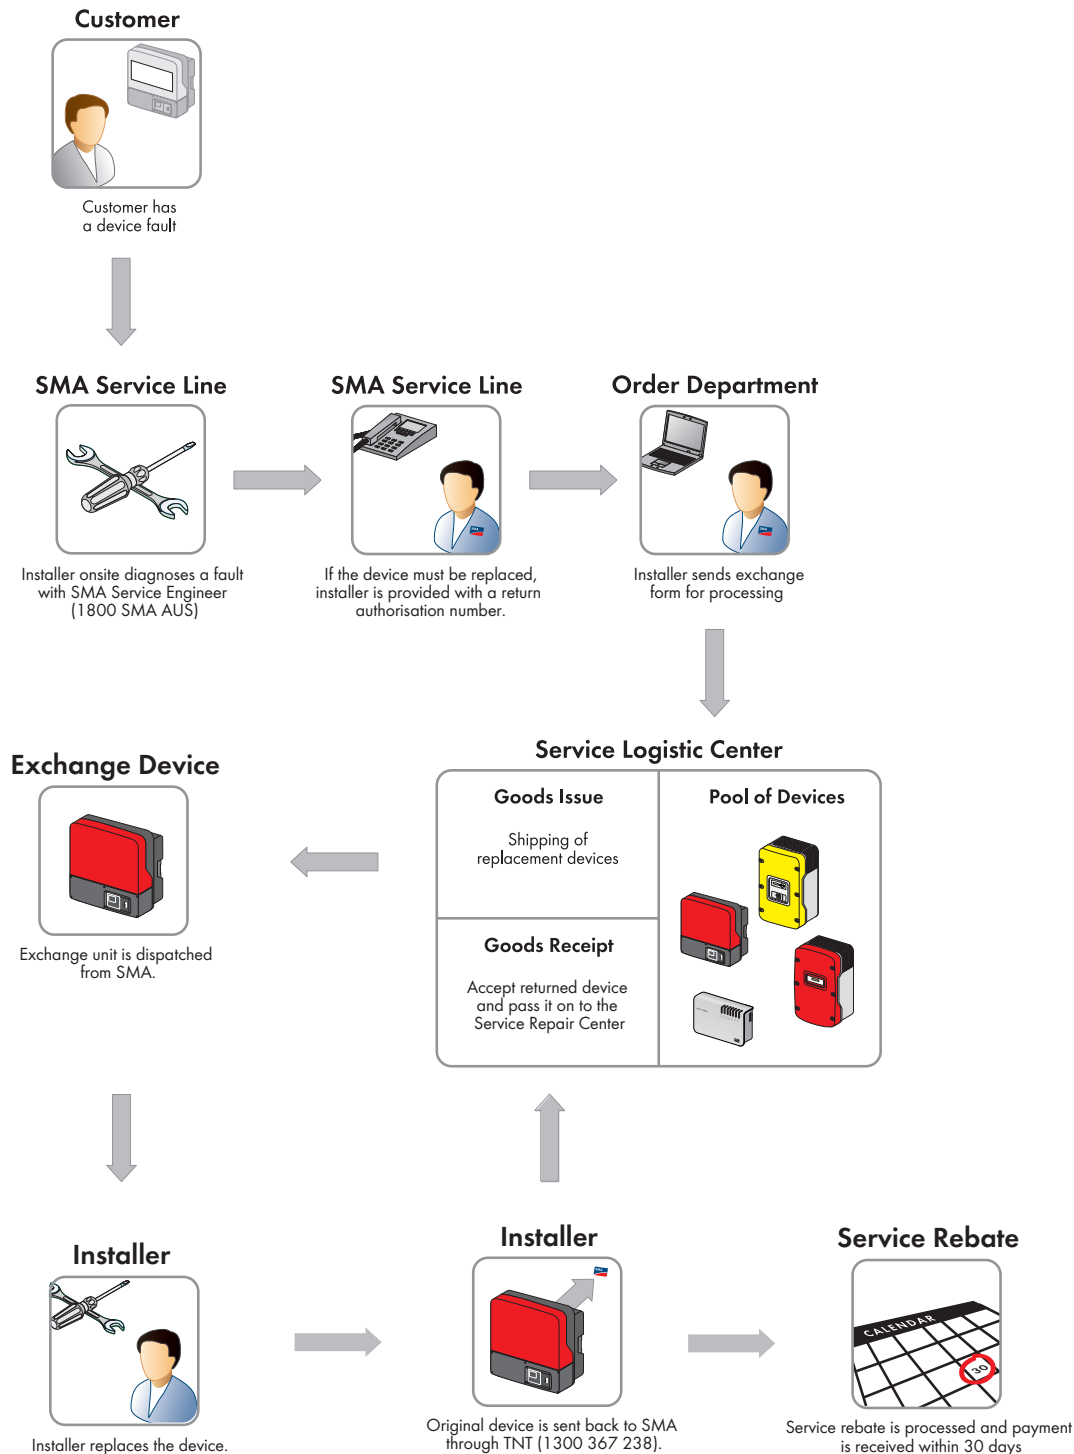 Customer
Customer has
a device fault
SMA Service Line
Installer onsite diagnoses a fault
with SMA Service Engineer
(1800 SMA AUS)
SMA Service Line
SMA
If the device must be replaced,
installer is provided with a return
authorisation number.
Order Department
SMA
Installer sends exchange
form for processing
Service Logistic Center
Goods Issue
Shipping of
replacement devices
Goods Receipt
Accept returned device
and pass it on to the
Service Repair Center
Pool of Devices
Exchange Device
Exchange unit is dispatched
from SMA.
Installer
Installer replaces the device.
Installer
SMA
Original device is sent back to SMA
through TNT (1300 367 238).
Service Rebate
CALENDAR
30
Service rebate is processed and payment
is received within 30 days